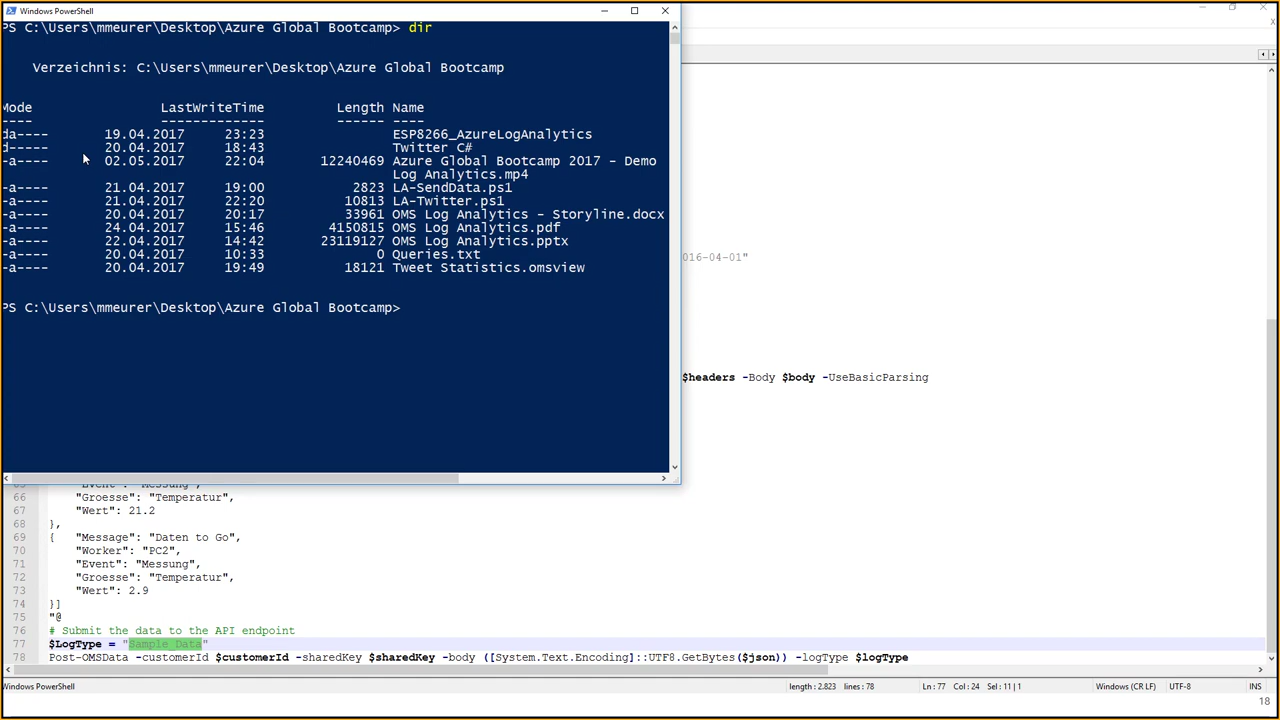 Windows PowerShell
PS C:\Users\mmeurer\Desktop\Azure Global Bootcamp> dir
Verzeichnis: C:\Users\mmeurer\Desktop\Azure Global Bootcamp
Mode LastWriteTime Length Name
---- ------------- ------ ----
da---- 19.04.2017 23:23 ESP8266_AzureLogAnalytics
d----- 20.04.2017 18:43 Twitter C#
-a---- 02.05.2017 22:04 12240469 Azure Global Bootcamp 2017 - Demo
Log Analytics.mp4
-a---- 21.04.2017 19:00 2823 LA-SendData.ps1
-a---- 21.04.2017 22:20 10813 LA-Twitter.ps1
-a---- 20.04.2017 20:17 33961 OMS Log Analytics - Storyline.docx
-a---- 24.04.2017 15:46 4150815 OMS Log Analytics.pdf
-a---- 22.04.2017 14:42 23119127 OMS Log Analytics.pptx
-a---- 20.04.2017 10:33 0 Queries.txt
-a---- 20.04.2017 19:49 18121 Tweet Statistics.omsview
PS C:\Users\mmeurer\Desktop\Azure Global Bootcamp>
016-04-01"
$headers -Body $body -UseBasicParsing
66 "Groesse": "Temperatur",
67 "Wert": 21.2
68 },
69 { "Message": "Daten to Go",
70 "Worker": "PC2",
71 "Event": "Messung",
72 "Groesse": "Temperatur",
73 "Wert": 2.9
74 }]
75 "@
76 # Submit the data to the API endpoint
77 $LogType = "Sample_Data"
78 Post-OMSData -customerId $customerId -sharedKey $sharedKey -body ([System.Text.Encoding]::UTF8.GetBytes($json)) -logType $logType
Windows PowerShell length : 2.823 lines : 78 Ln : 77 Col : 24 Sel : 11 | 1 Windows (CR LF) UTF-8 INS
18